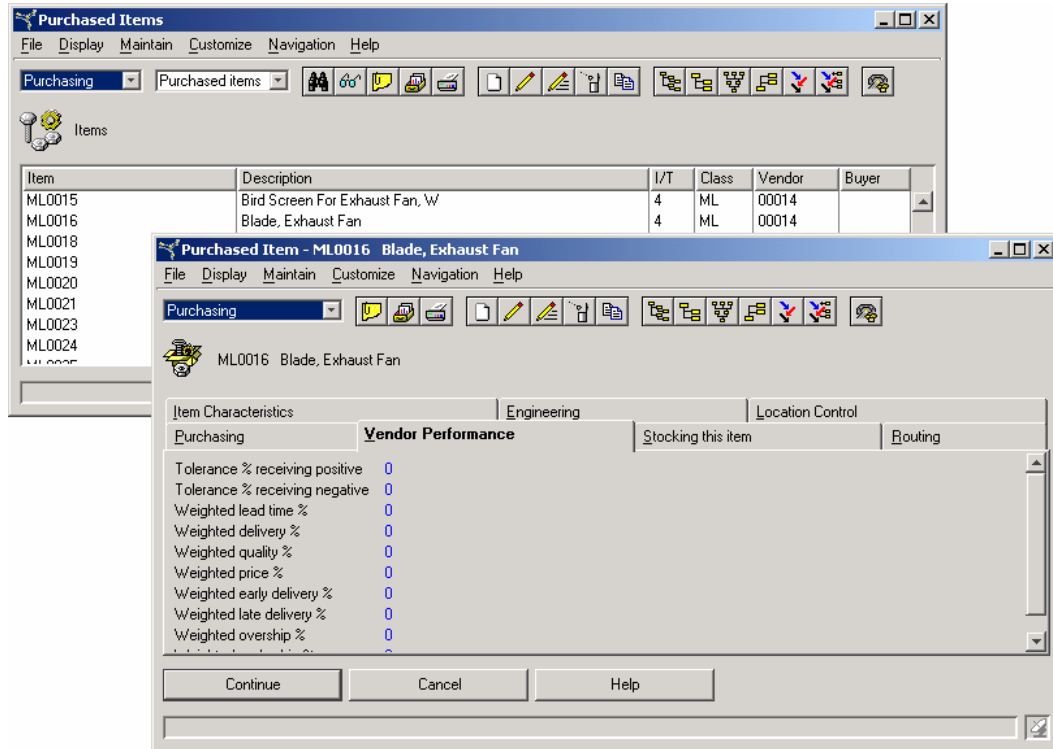 Purchased Items
File Display Maintain Customize Navigation Help
Purchasing Purchased items
Items
Item Description I/T Class Vendor Buyer
ML0015 Bird Screen For Exhaust Fan, W 4 ML 00014
ML0016 Blade, Exhaust Fan 4 ML 00014
ML0018
ML0019
ML0020
ML0021
ML0023
ML0024
Purchased Item - ML0016 Blade, Exhaust Fan
File Display Maintain Customize Navigation Help
Purchasing
ML0016 Blade, Exhaust Fan
Item Characteristics Engineering Location Control
Purchasing Vendor Performance Stocking this item Routing
Tolerance % receiving positive 0
Tolerance % receiving negative 0
Weighted lead time % 0
Weighted delivery % 0
Weighted quality % 0
Weighted price % 0
Weighted early delivery % 0
Weighted late delivery % 0
Weighted overship % 0
Continue Cancel Help